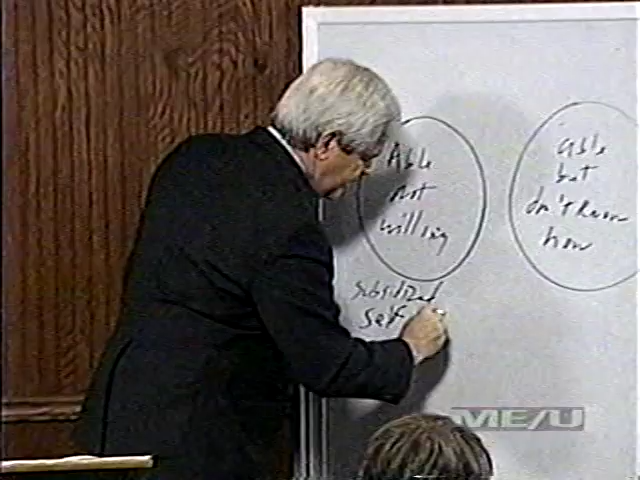 Able
not
willing
able
but
don't know
how
Subsidized
self
ME/U